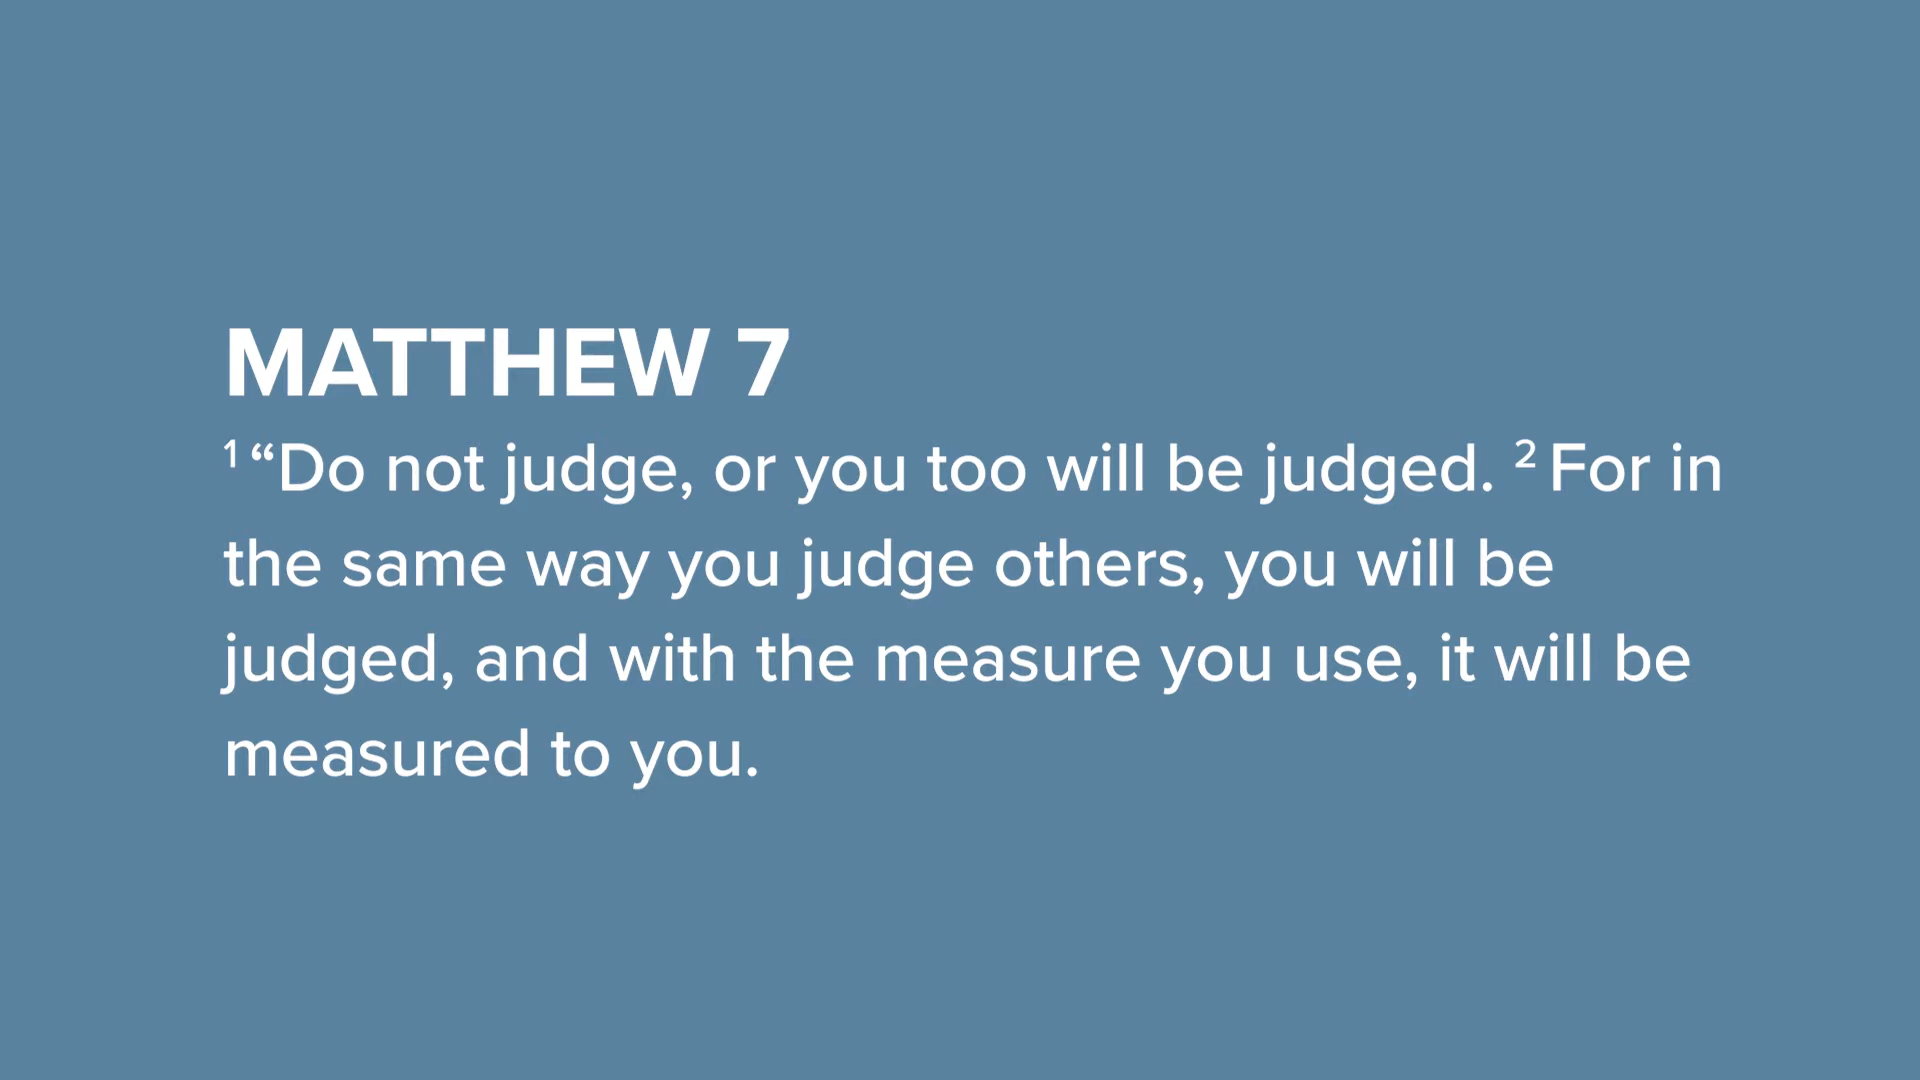 MATTHEW 7
¹ “Do not judge, or you too will be judged. ² For in
the same way you judge others, you will be
judged, and with the measure you use, it will be
measured to you.